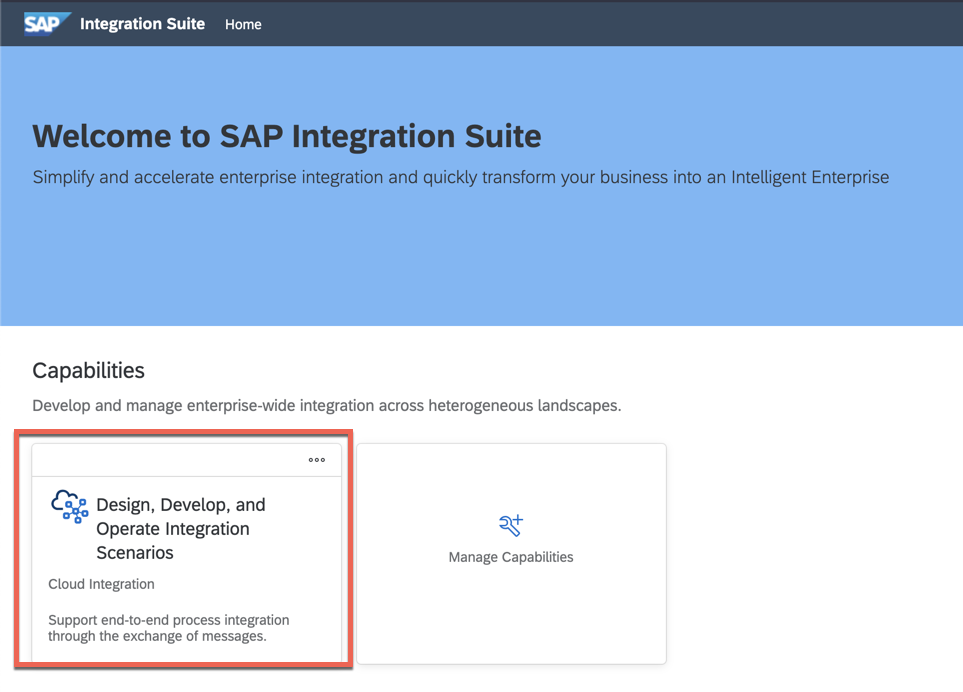 SAP Integration Suite Home
Welcome to SAP Integration Suite
Simplify and accelerate enterprise integration and quickly transform your business into an Intelligent Enterprise
Capabilities
Develop and manage enterprise-wide integration across heterogeneous landscapes.
Design, Develop, and
Operate Integration
Scenarios
Cloud Integration
Support end-to-end process integration
through the exchange of messages.
Manage Capabilities